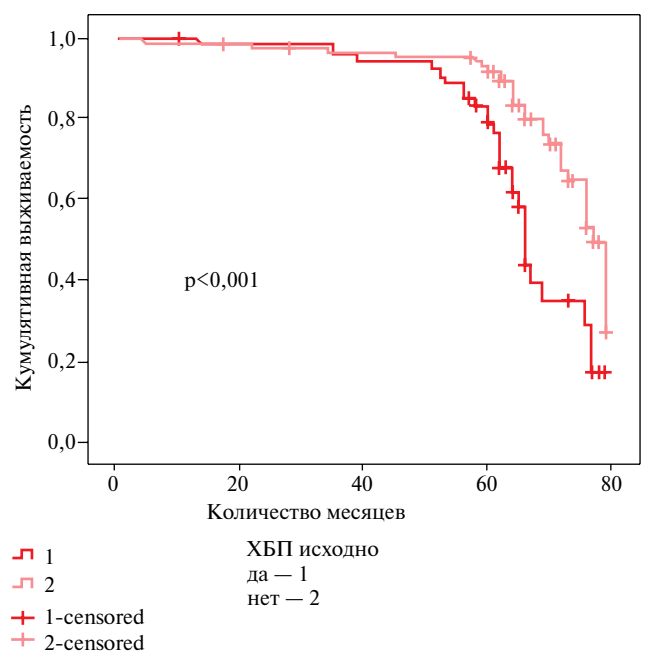 1,0
0,8
0,6
0,4
0,2
0,0
Кумулятивная выживаемость
p<0,001
0 20 40 60 80
Количество месяцев
1
2
1-censored
2-censored
ХБП исходно
да — 1
нет — 2